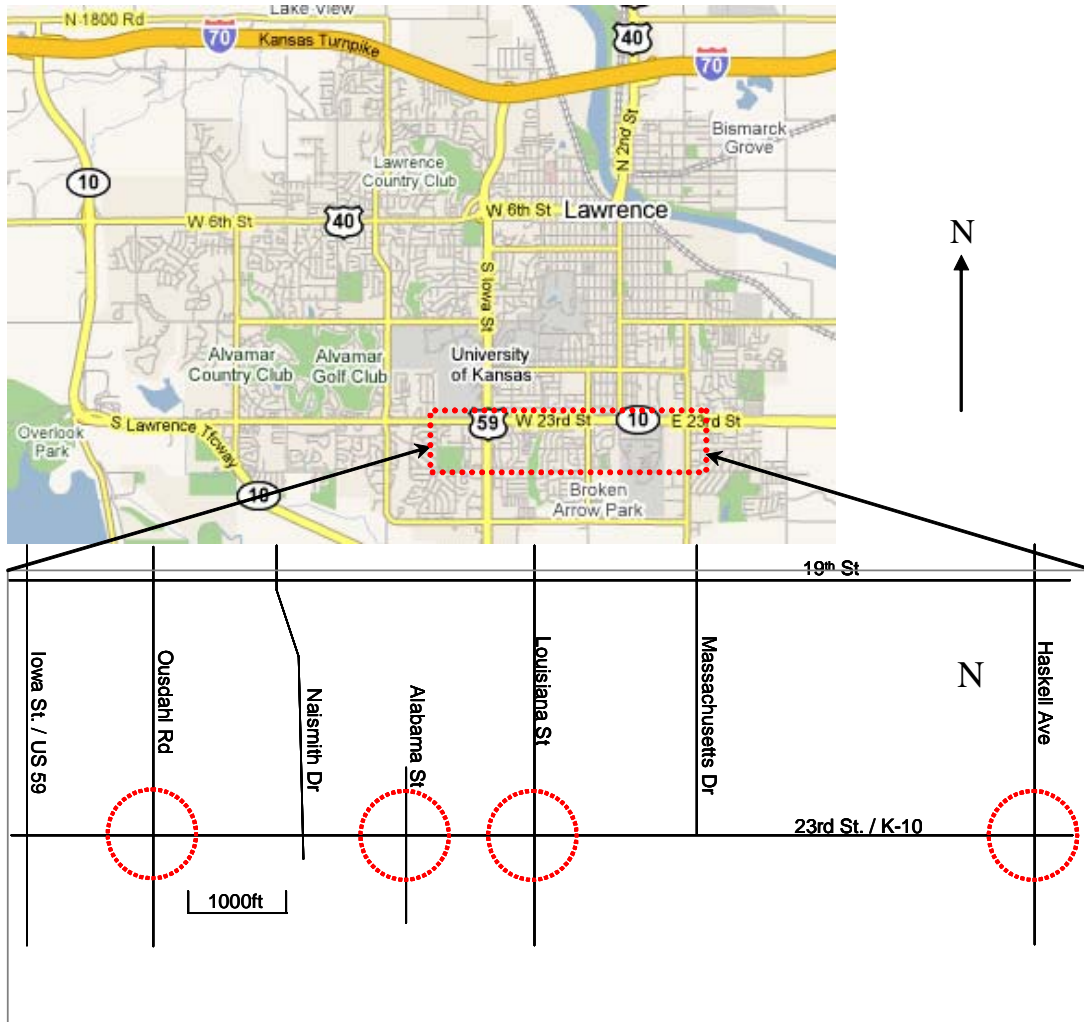 Lake View
N 1800 Rd
70
Kansas Turnpike
40
70
N 2nd St
Bismarck
Grove
Lawrence
Country Club
10
W 6th St
40
W 6th St
Lawrence
N
S Iowa St
Alvamar
Country Club
Alvamar
Golf Club
University
of Kansas
S Lawrence Tfcway
59
W 23rd St
10
E 23rd St
Overlook
Park
10
Broken
Arrow Park
19th St
Iowa St. / US 59
Ousdahl Rd
Naismith Dr
Alabama St
Louisiana St
Massachusetts Dr
N
Haskell Ave
23rd St. / K-10
1000ft